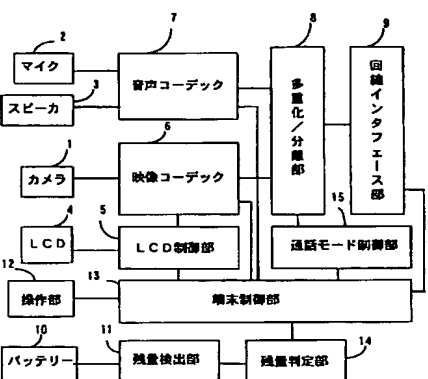 7
8
9
2
マイク
音声コーデック
多重化/分離部
回線インタフェース部
3
スピーカ
6
1
カメラ
映像コーデック
4
5
15
LCD
LCD制御部
通話モード制御部
12
13
操作部
端末制御部
10
11
14
バッテリー
残量検出部
残量判定部